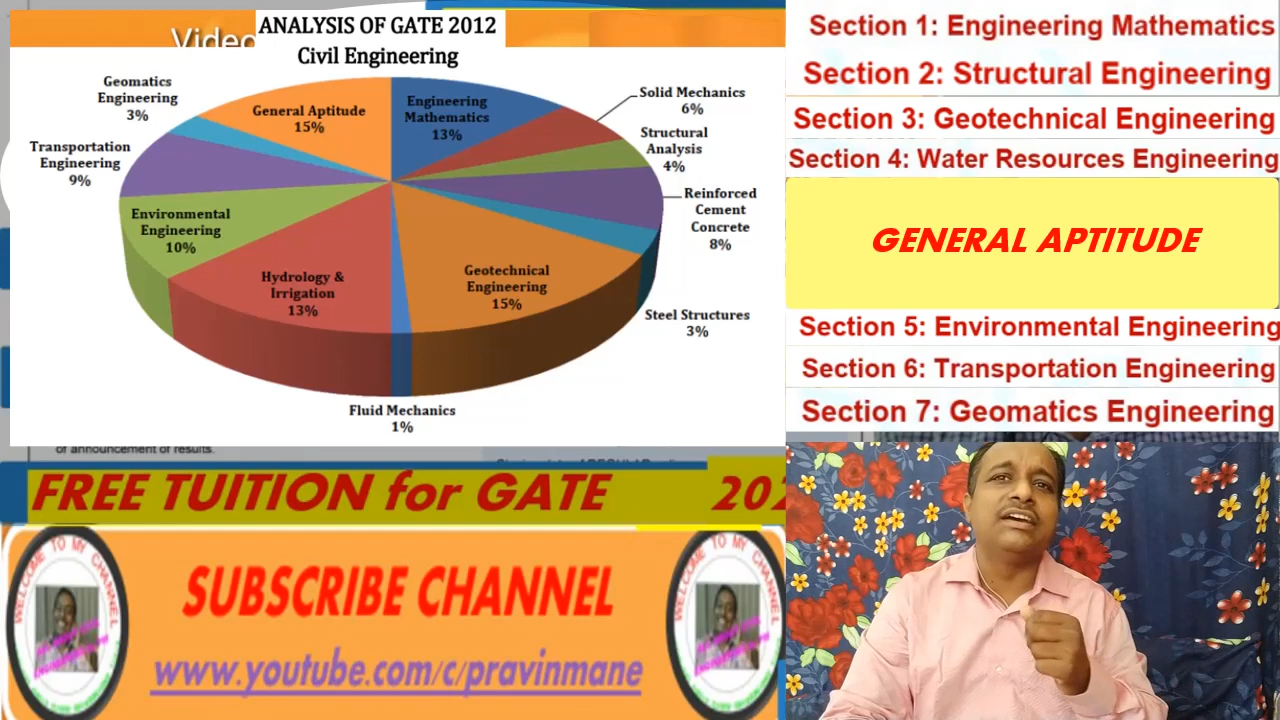 Video
ANALYSIS OF GATE 2012
Civil Engineering
Geomatics
Engineering
3%
General Aptitude
15%
Engineering
Mathematics
13%
Solid Mechanics
6%
Structural
Analysis
4%
Transportation
Engineering
9%
Reinforced
Cement
Concrete
8%
Environmental
Engineering
10%
Hydrology &
Irrigation
13%
Geotechnical
Engineering
15%
Steel Structures
3%
Fluid Mechanics
1%
of announcement of results.
Section 1: Engineering Mathematics
Section 2: Structural Engineering
Section 3: Geotechnical Engineering
Section 4: Water Resources Engineering
GENERAL APTITUDE
Section 5: Environmental Engineering
Section 6: Transportation Engineering
Section 7: Geomatics Engineering
FREE TUITION for GATE 202
WELCOME TO MY CHANNEL
SUBSCRIBE CHANNEL
www.youtube.com/c/pravinmane
WELCOME TO MY CHANNEL